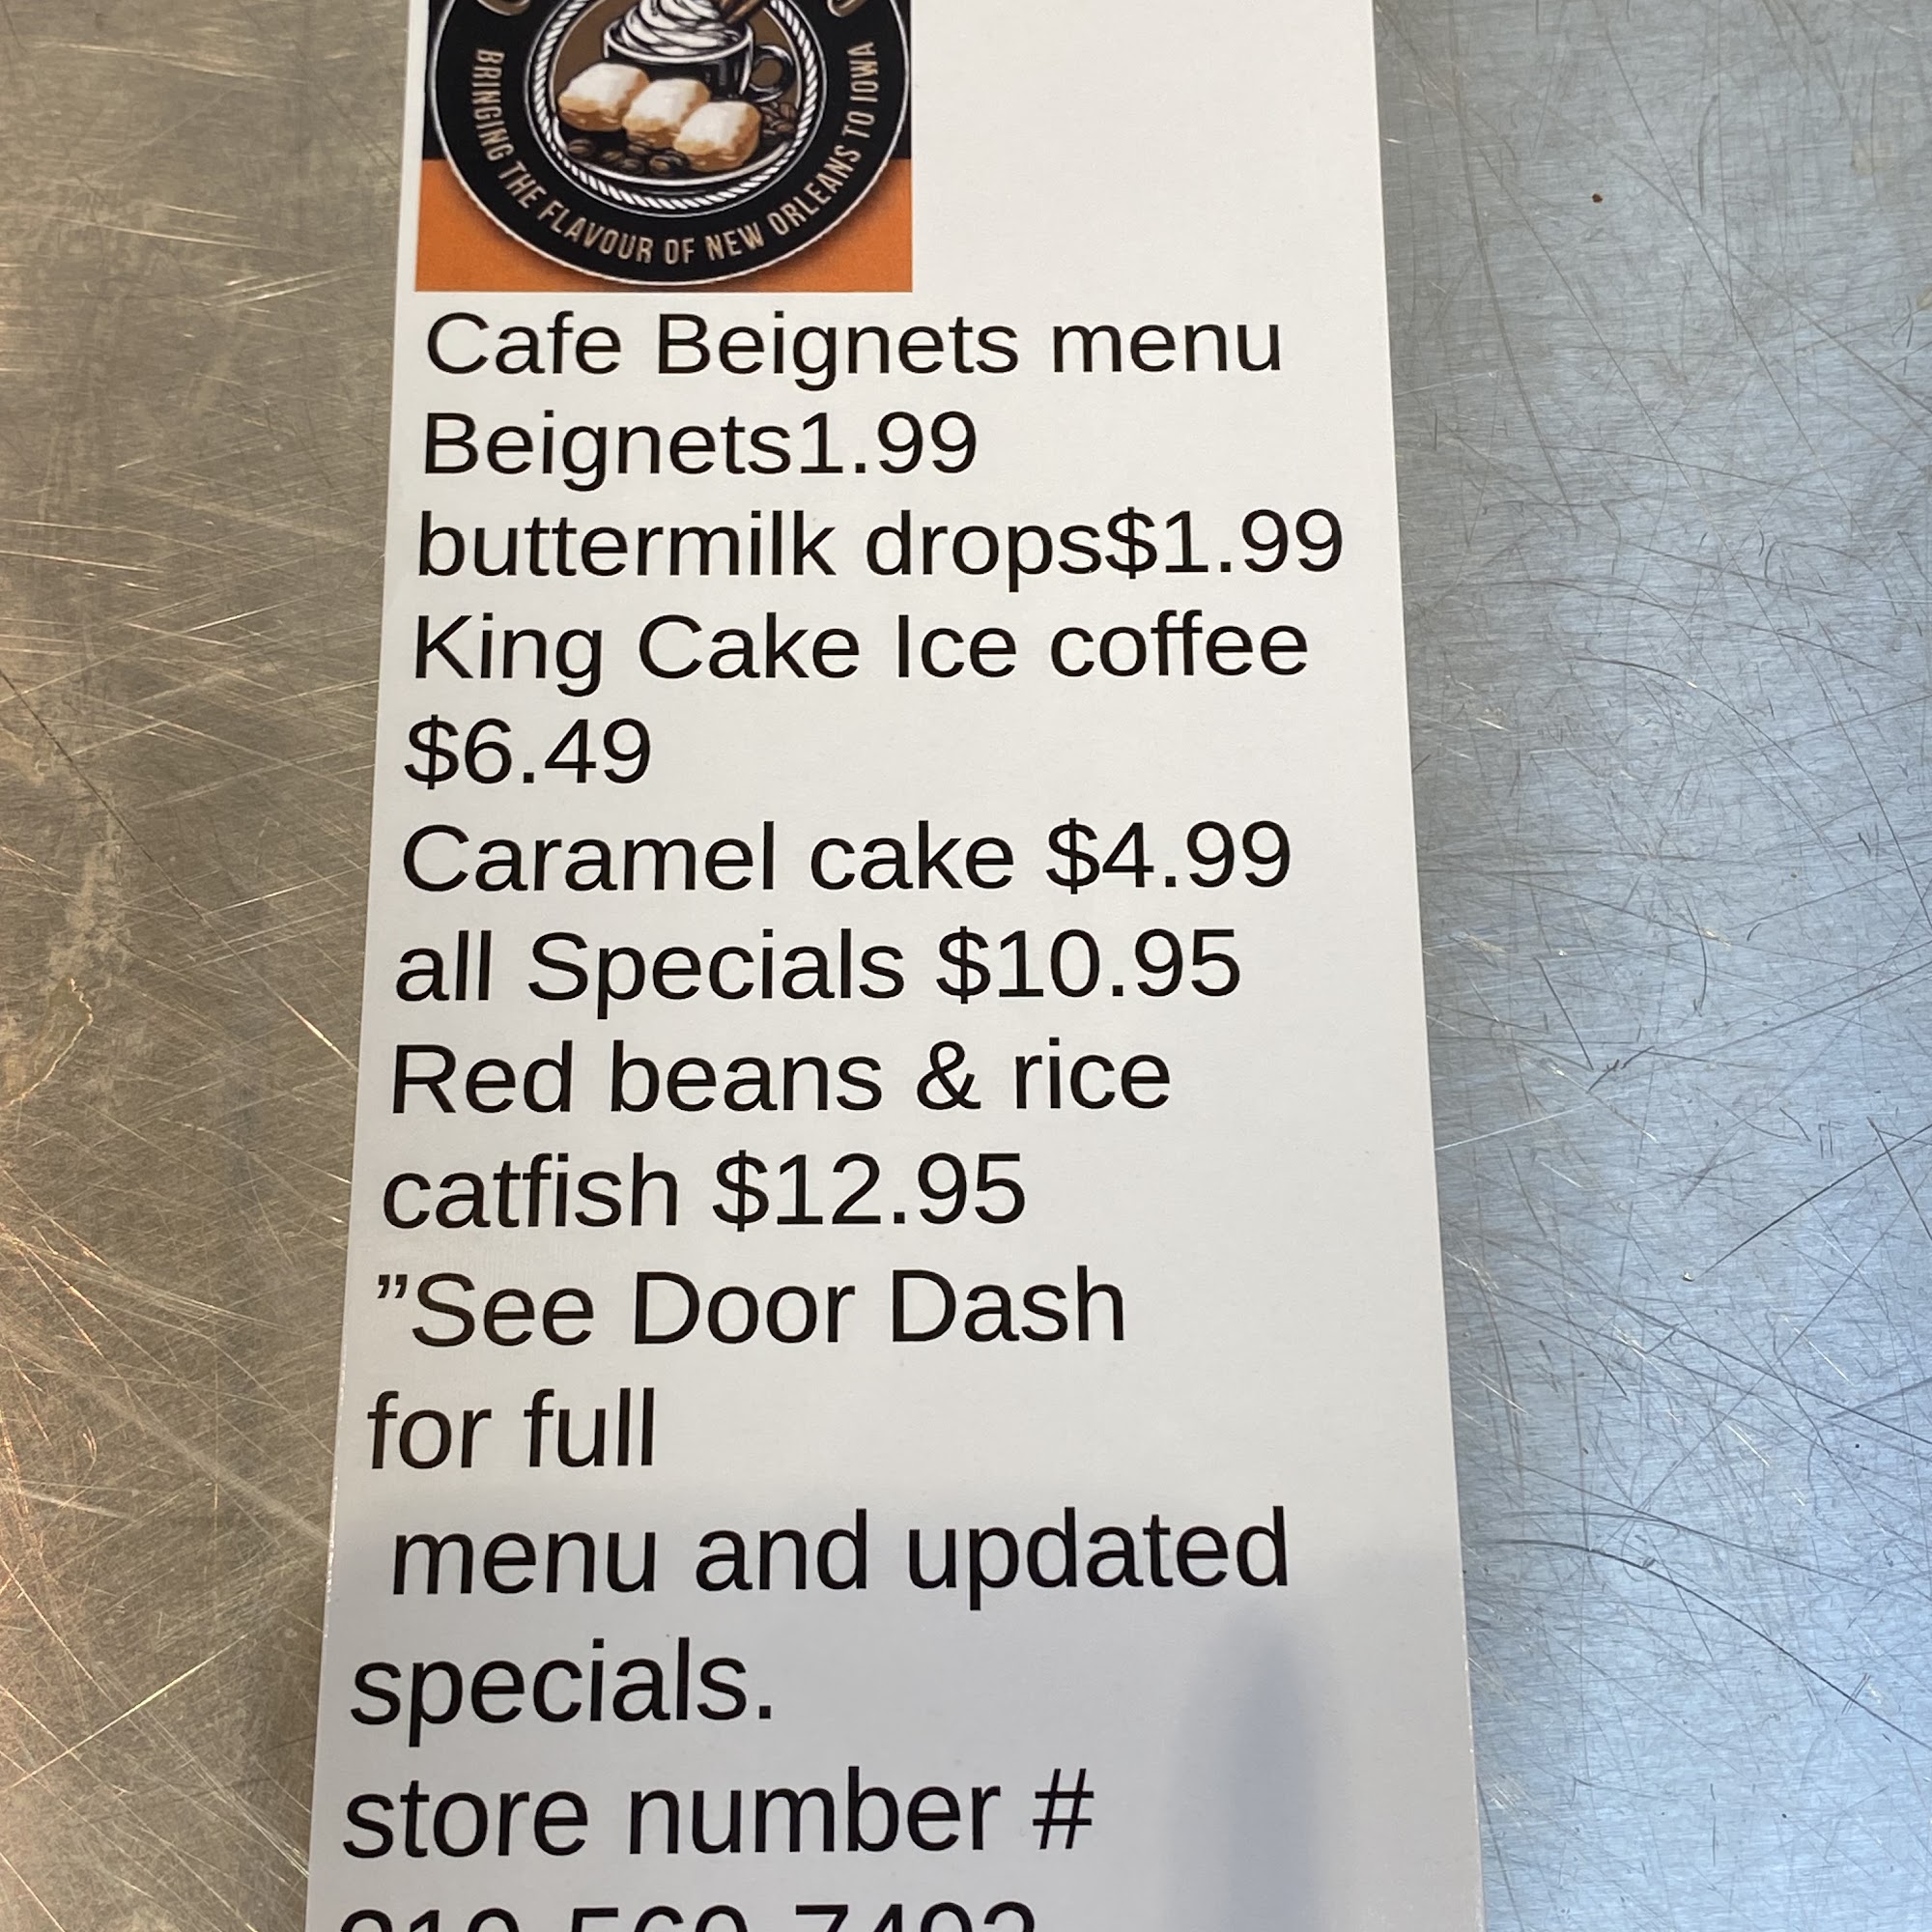 BRINGING THE FLAVOUR OF NEW ORLEANS TO IOWA
Cafe Beignets menu
Beignets1.99
buttermilk drops$1.99
King Cake Ice coffee
$6.49
Caramel cake $4.99
all Specials $10.95
Red beans & rice
catfish $12.95
”See Door Dash
for full
menu and updated
specials.
store number #